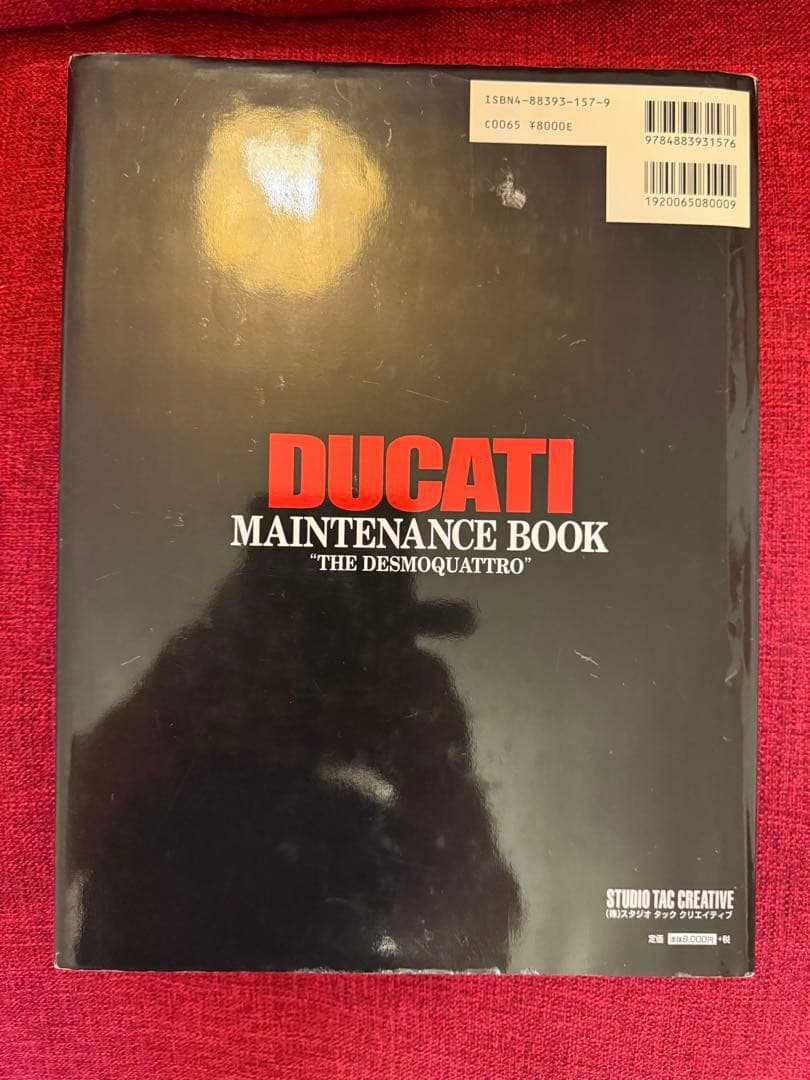 ISBN4-88393-157-9
C0065 ¥8000E
9784883931576
1920065080009
DUCATI
MAINTENANCE BOOK
“THE DESMOQUATTRO”
STUDIO TAC CREATIVE
(株)スタジオ タック クリエイティブ
定価 本体8,000円 +税